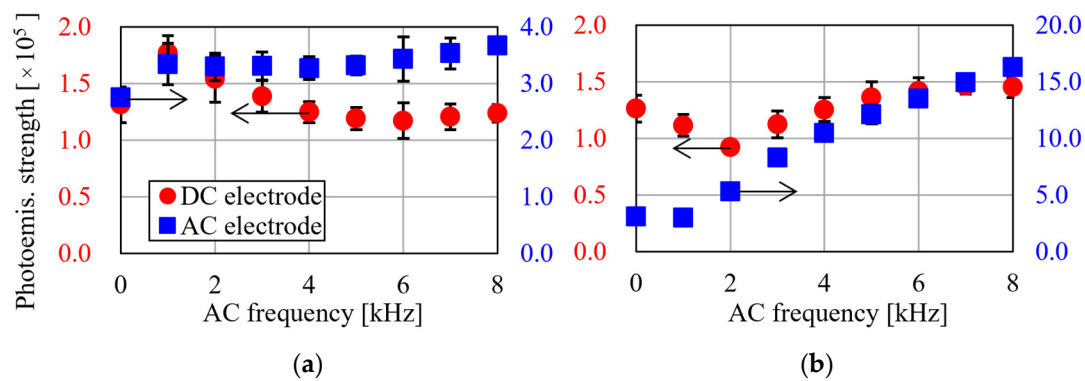 Photoemis. strength [ × 10⁵ ]
2.0
1.5
1.0
0.5
0.0
4.0
3.0
2.0
1.0
0.0
DC electrode
AC electrode
0 2 4 6 8
AC frequency [kHz]
(a)
2.0
1.5
1.0
0.5
0.0
20.0
15.0
10.0
5.0
0.0
0 2 4 6 8
AC frequency [kHz]
(b)